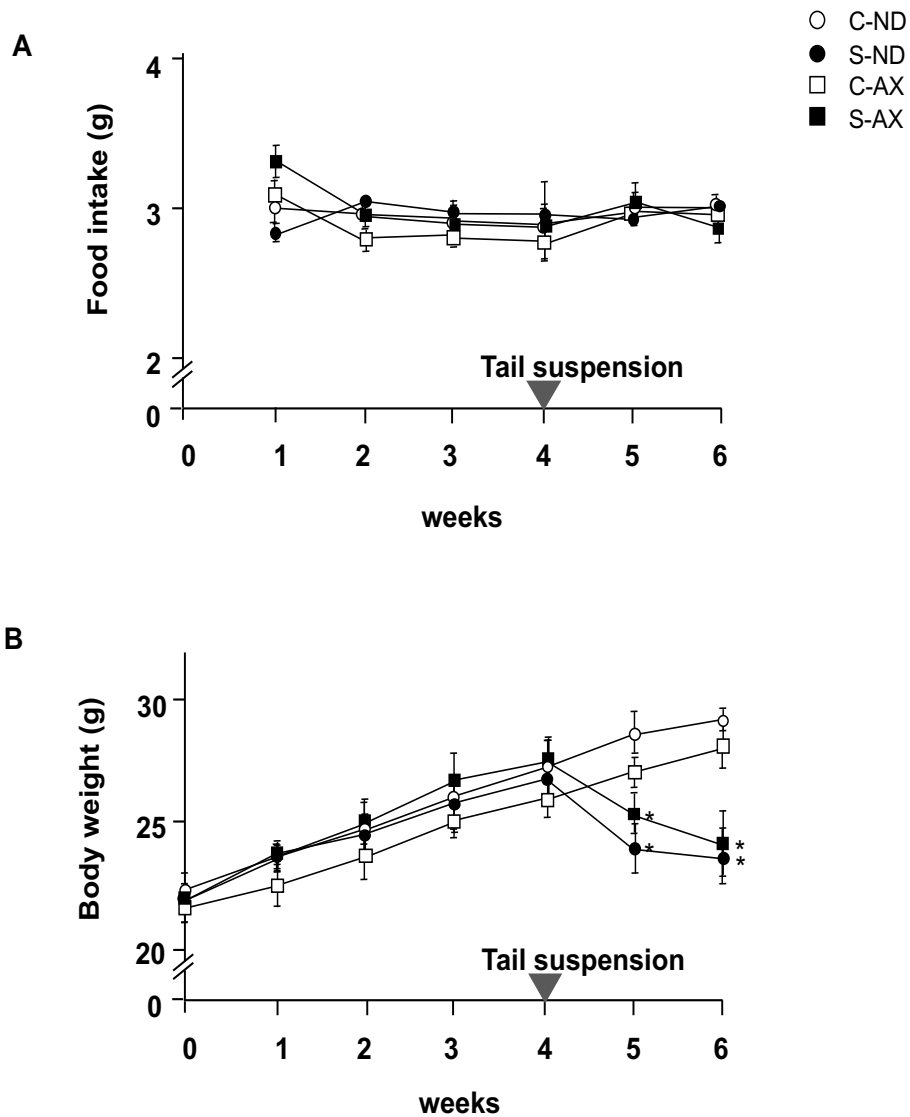 C-ND
S-ND
C-AX
S-AX
A
Food intake (g)
4
3
2
0
Tail suspension
0 1 2 3 4 5 6
weeks
B
Body weight (g)
30
25
20
0
Tail suspension
* * * *
0 1 2 3 4 5 6
weeks